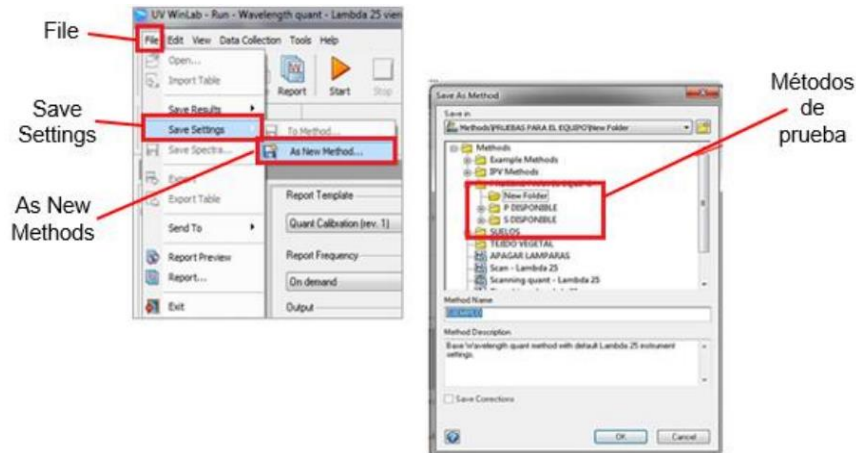 File
Save
Settings
As New
Methods
UV WinLab - Run - Wavelength quant - Lambda 25
File Edit View Data Collection Tools Help
Open...
Import Table
Save Results
Save Settings
Save Spectra...
Export
Export Table
Send To
Report Preview
Report...
Exit
Report Start Stop
To Method...
As New Method...
Report Template
Quant Calibration (rev. 1)
Report Frequency
On demand
Output
Save As Method
Save in
Methods\PRUEBAS PARA EL EQUIPO\New Folder
Methods
Example Methods
IPV Methods
New Folder
P DISPONIBLE
S DISPONIBLE
SUELOS
TEJIDO VEGETAL
APAGAR LAMPARAS
Scan - Lambda 25
Scanning quant - Lambda 25
Method Name
EJEMPLO
Method Description
Base Wavelength quant method with default Lambda 25 instrument
settings.
Save Corrections
OK Cancel
Métodos
de
prueba